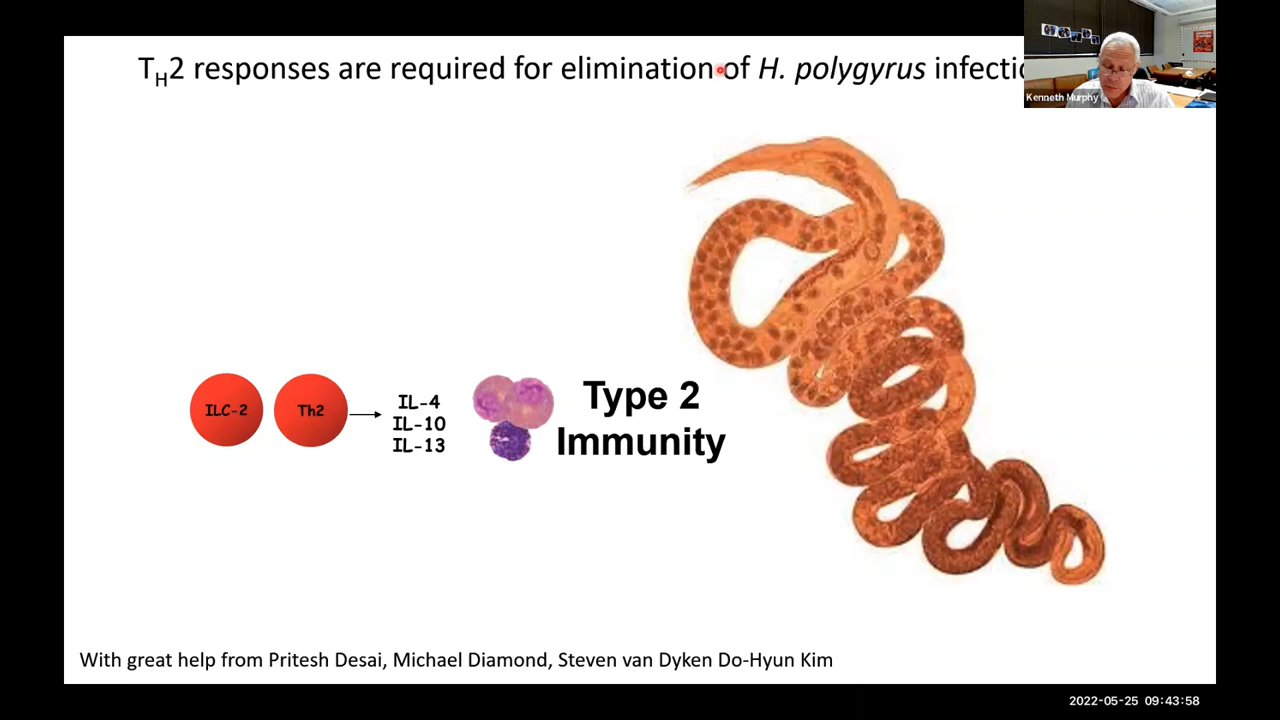 T_H2 responses are required for elimination of H. polygyrus infectio
Kenneth Murphy
ILC-2
Th2
IL-4
IL-10
IL-13
Type 2
Immunity
With great help from Pritesh Desai, Michael Diamond, Steven van Dyken Do-Hyun Kim
2022-05-25 09:43:58